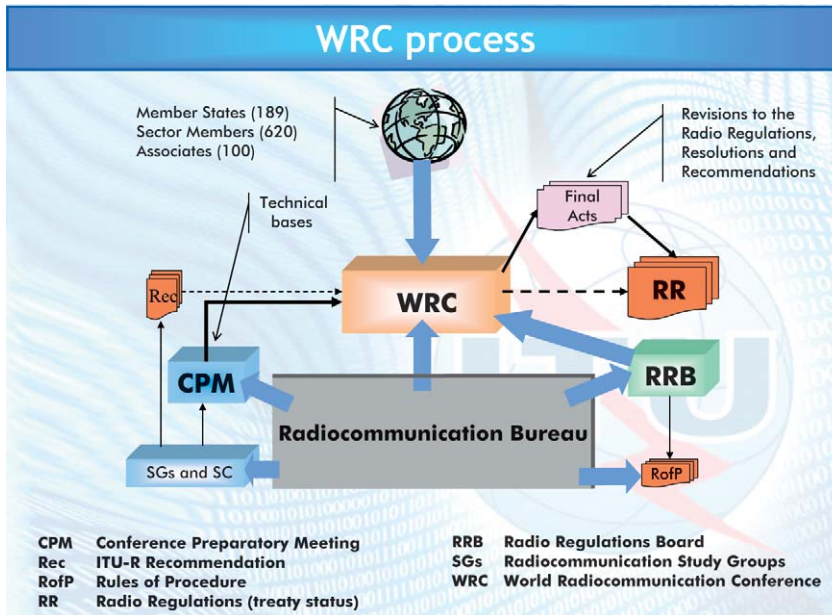 WRC process
Member States (189)
Sector Members (620)
Associates (100)
Revisions to the
Radio Regulations,
Resolutions and
Recommendations
Technical
bases
Final
Acts
Rec
WRC
RR
CPM
RRB
Radiocommunication Bureau
SGs and SC
RofP
CPM Conference Preparatory Meeting
Rec ITU-R Recommendation
RofP Rules of Procedure
RR Radio Regulations (treaty status)
RRB Radio Regulations Board
SGs Radiocommunication Study Groups
WRC World Radiocommunication Conference